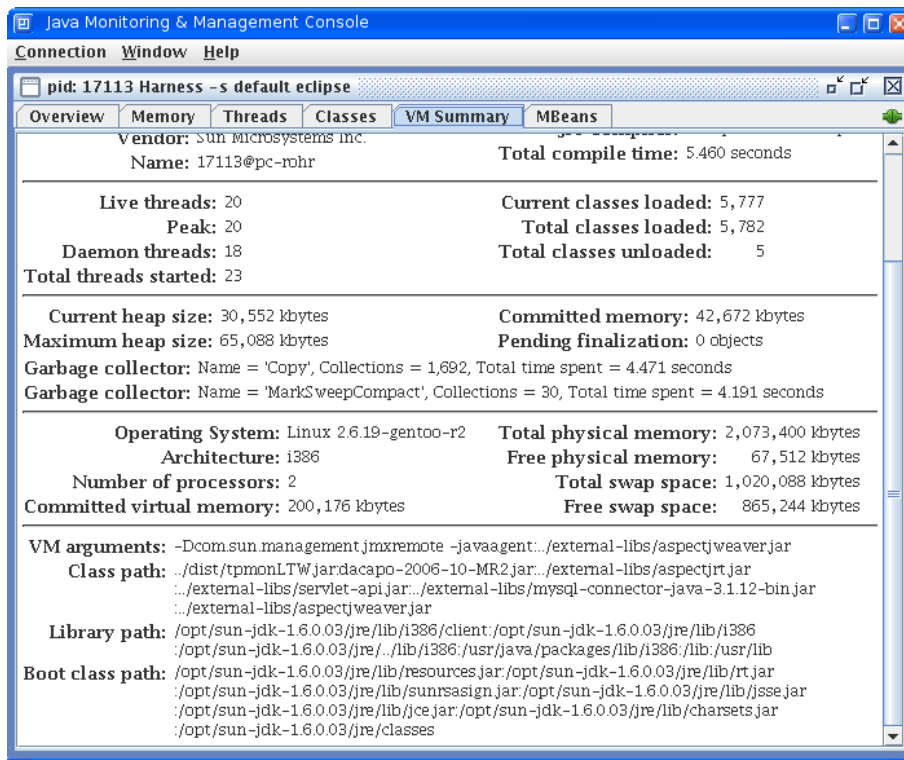 Java Monitoring & Management Console
Connection Window Help
pid: 17113 Harness -s default eclipse
Overview Memory Threads Classes VM Summary MBeans
Vendor: Sun Microsystems Inc.
Name: 17113@pc-rohr
Total compile time: 5.460 seconds
Live threads: 20
Peak: 20
Daemon threads: 18
Total threads started: 23
Current classes loaded: 5,777
Total classes loaded: 5,782
Total classes unloaded: 5
Current heap size: 30,552 kbytes
Maximum heap size: 65,088 kbytes
Committed memory: 42,672 kbytes
Pending finalization: 0 objects
Garbage collector: Name = 'Copy', Collections = 1,692, Total time spent = 4.471 seconds
Garbage collector: Name = 'MarkSweepCompact', Collections = 30, Total time spent = 4.191 seconds
Operating System: Linux 2.6.19-gentoo-r2
Architecture: i386
Number of processors: 2
Committed virtual memory: 200,176 kbytes
Total physical memory: 2,073,400 kbytes
Free physical memory: 67,512 kbytes
Total swap space: 1,020,088 kbytes
Free swap space: 865,244 kbytes
VM arguments: -Dcom.sun.management.jmxremote -javaagent:../external-libs/aspectjweaver.jar
Class path: ../dist/tpmonLTW.jar:dacapo-2006-10-MR2.jar:../external-libs/aspectjrt.jar
:../external-libs/servlet-api.jar:../external-libs/mysql-connector-java-3.1.12-bin.jar
:../external-libs/aspectjweaver.jar
Library path: /opt/sun-jdk-1.6.0.03/jre/lib/i386/client:/opt/sun-jdk-1.6.0.03/jre/lib/i386
:/opt/sun-jdk-1.6.0.03/jre/../lib/i386:/usr/java/packages/lib/i386:/lib:/usr/lib
Boot class path: /opt/sun-jdk-1.6.0.03/jre/lib/resources.jar:/opt/sun-jdk-1.6.0.03/jre/lib/rt.jar
:/opt/sun-jdk-1.6.0.03/jre/lib/sunrsasign.jar:/opt/sun-jdk-1.6.0.03/jre/lib/jsse.jar
:/opt/sun-jdk-1.6.0.03/jre/lib/jce.jar:/opt/sun-jdk-1.6.0.03/jre/lib/charsets.jar
:/opt/sun-jdk-1.6.0.03/jre/classes